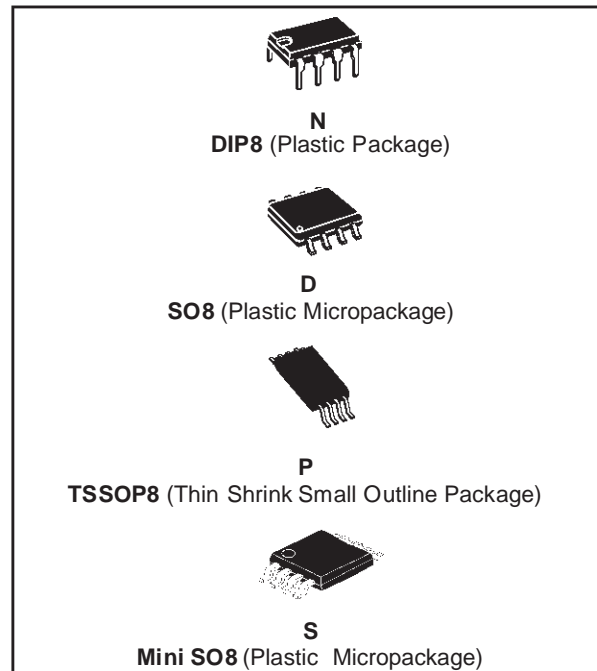 N
DIP8 (Plastic Package)
D
SO8 (Plastic Micropackage)
P
TSSOP8 (Thin Shrink Small Outline Package)
S
Mini SO8 (Plastic Micropackage)